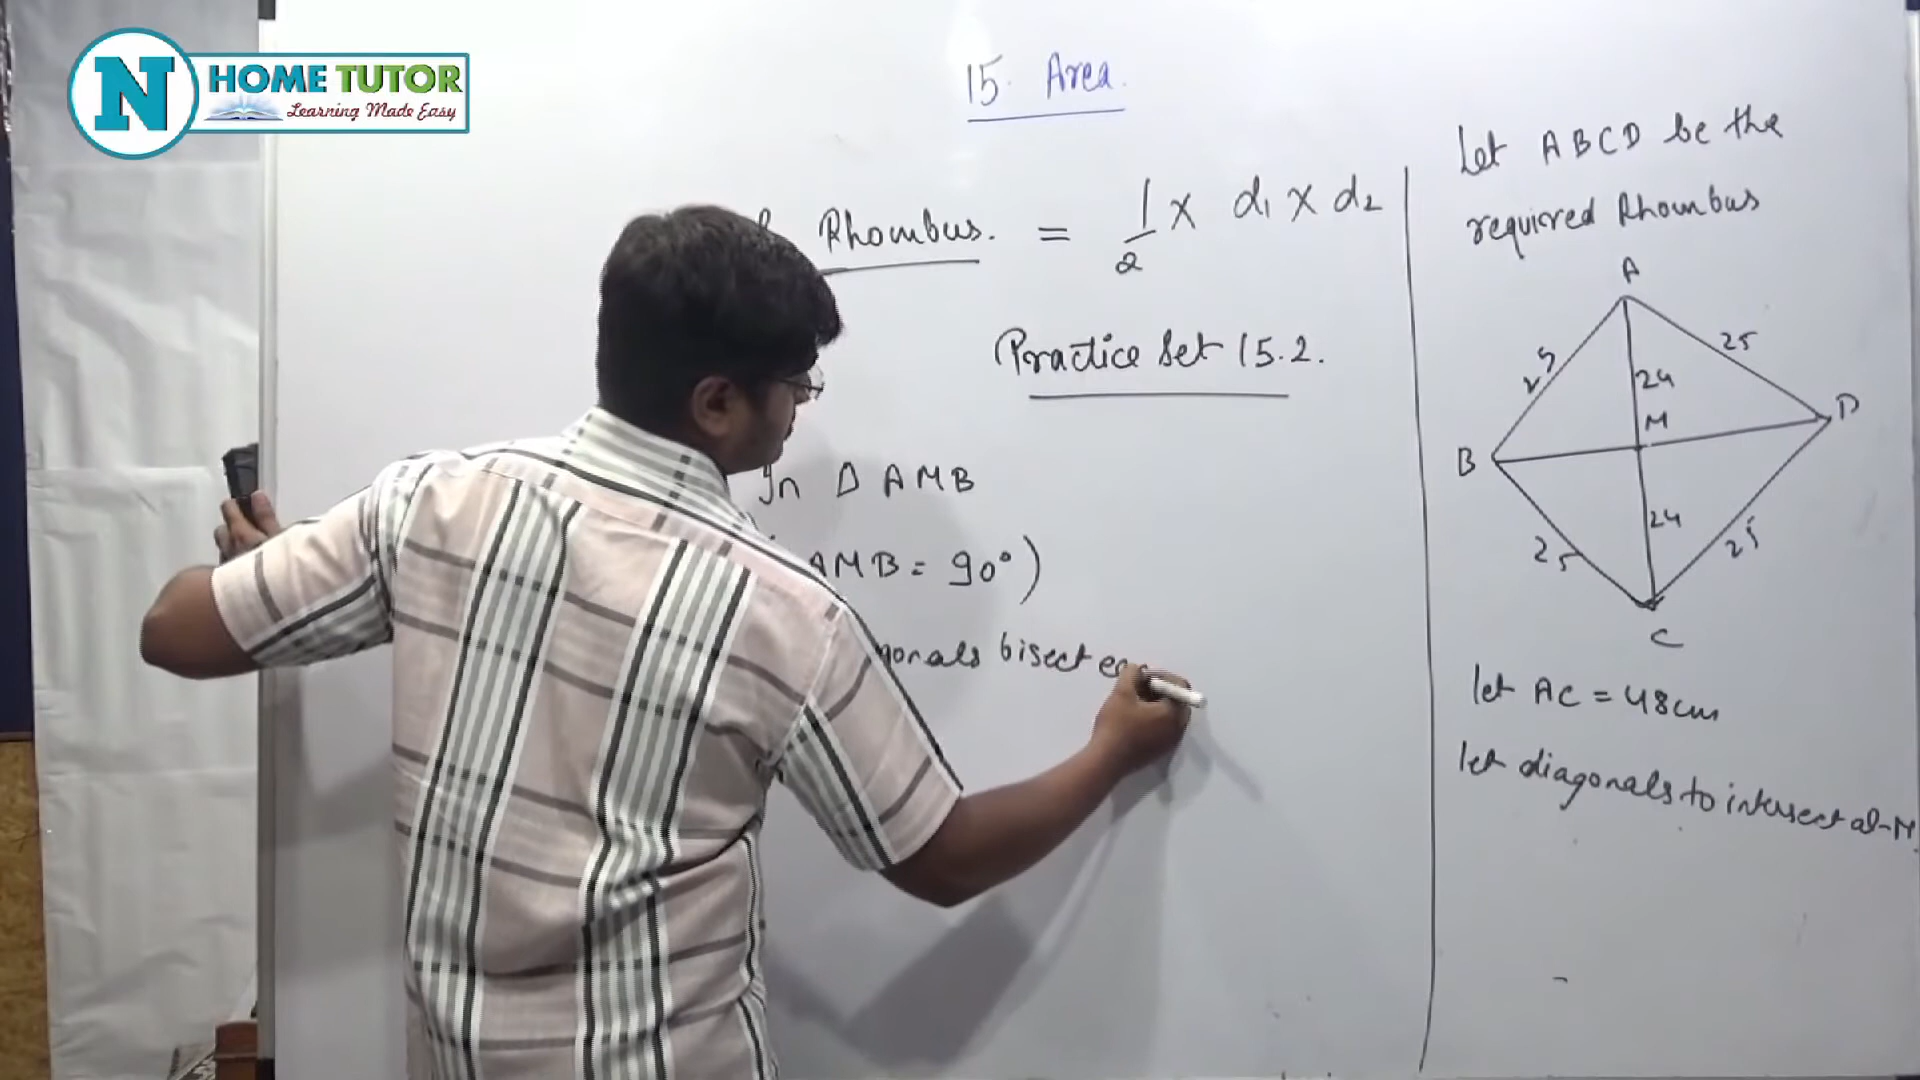 N HOME TUTOR
Learning Made Easy
15. Area.
Rhombus. = 1/2 x d1 x d2
Practice Set 15.2.
In Δ AMB
AMB = 90°)
bisect
Let ABCD be the
required Rhombus
A
25
25
24
M
D
B
24
25
25
C
let AC = 48cm
let diagonals to intersect at M